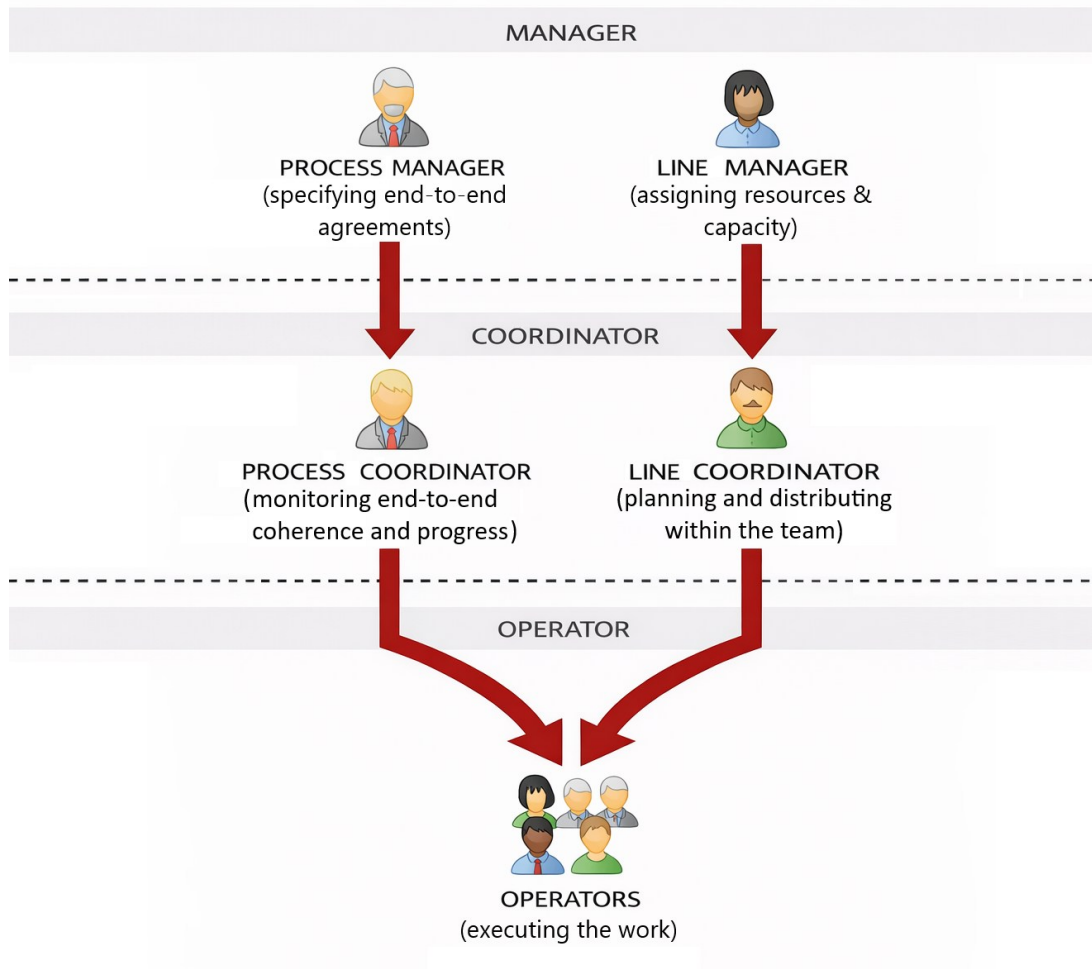 MANAGER
PROCESS MANAGER
(specifying end-to-end
agreements)
LINE MANAGER
(assigning resources &
capacity)
COORDINATOR
PROCESS COORDINATOR
(monitoring end-to-end
coherence and progress)
LINE COORDINATOR
(planning and distributing
within the team)
OPERATOR
OPERATORS
(executing the work)